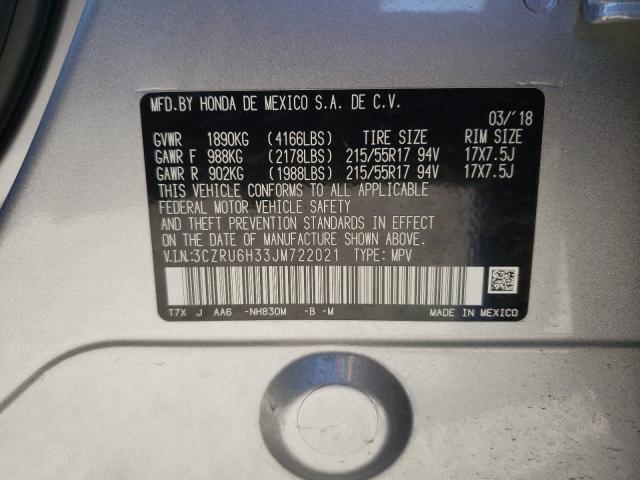 MFD.BY HONDA DE MEXICO S.A. DE C.V.
03/'18
GVWR 1890KG (4166LBS) TIRE SIZE RIM SIZE
GAWR F 988KG (2178LBS) 215/55R17 94V 17X7.5J
GAWR R 902KG (1988LBS) 215/55R17 94V 17X7.5J
THIS VEHICLE CONFORMS TO ALL APPLICABLE
FEDERAL MOTOR VEHICLE SAFETY
AND THEFT PREVENTION STANDARDS IN EFFECT
ON THE DATE OF MANUFACTURE SHOWN ABOVE.
V.I.N:3CZRU6H33JM722021 TYPE: MPV
T7X J AA6 -NH830M -B -M MADE IN MEXICO